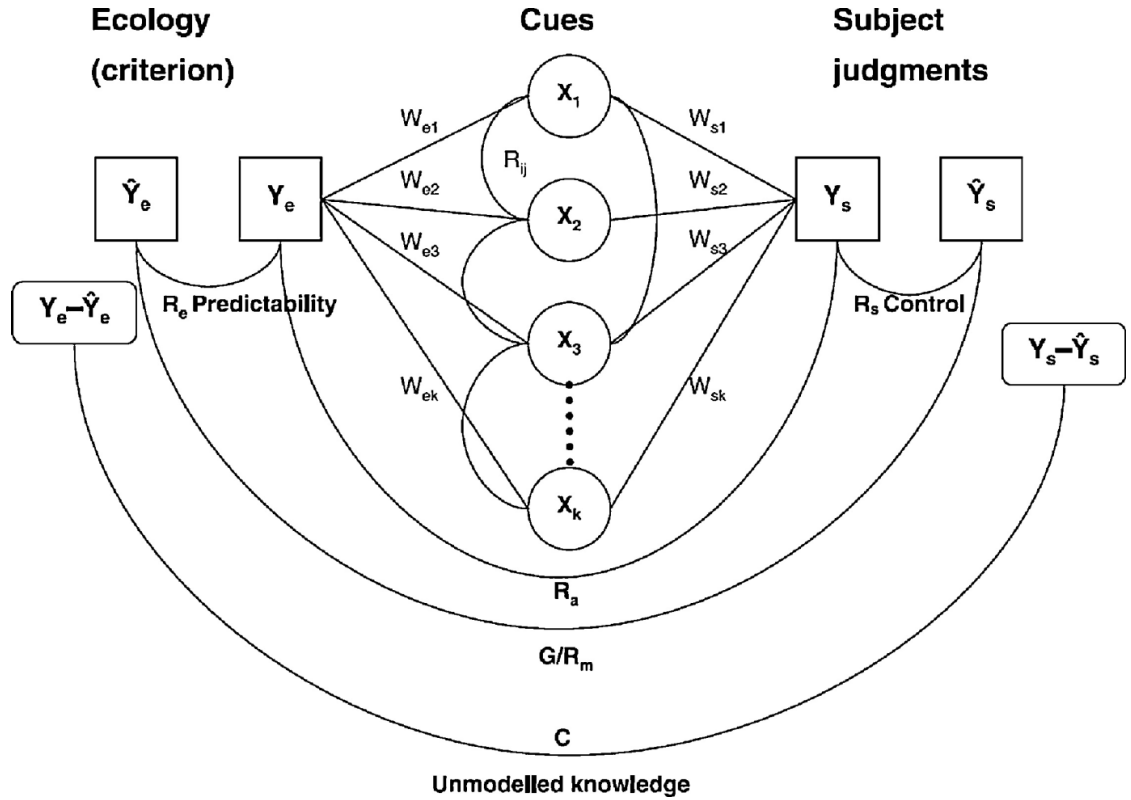 Ecology
(criterion)
Cues
Subject
judgments
X₁
Wₑ₁
Wₛ₁
Rᵢⱼ
Ŷₑ
Yₑ
Wₑ₂
X₂
Wₛ₂
Yₛ
Ŷₛ
Wₑ₃
Wₛ₃
Yₑ–Ŷₑ
Rₑ Predictability
Rₛ Control
X₃
Yₛ–Ŷₛ
Wₑₖ
Wₛₖ
Xₖ
Rₐ
G/Rₘ
C
Unmodelled knowledge